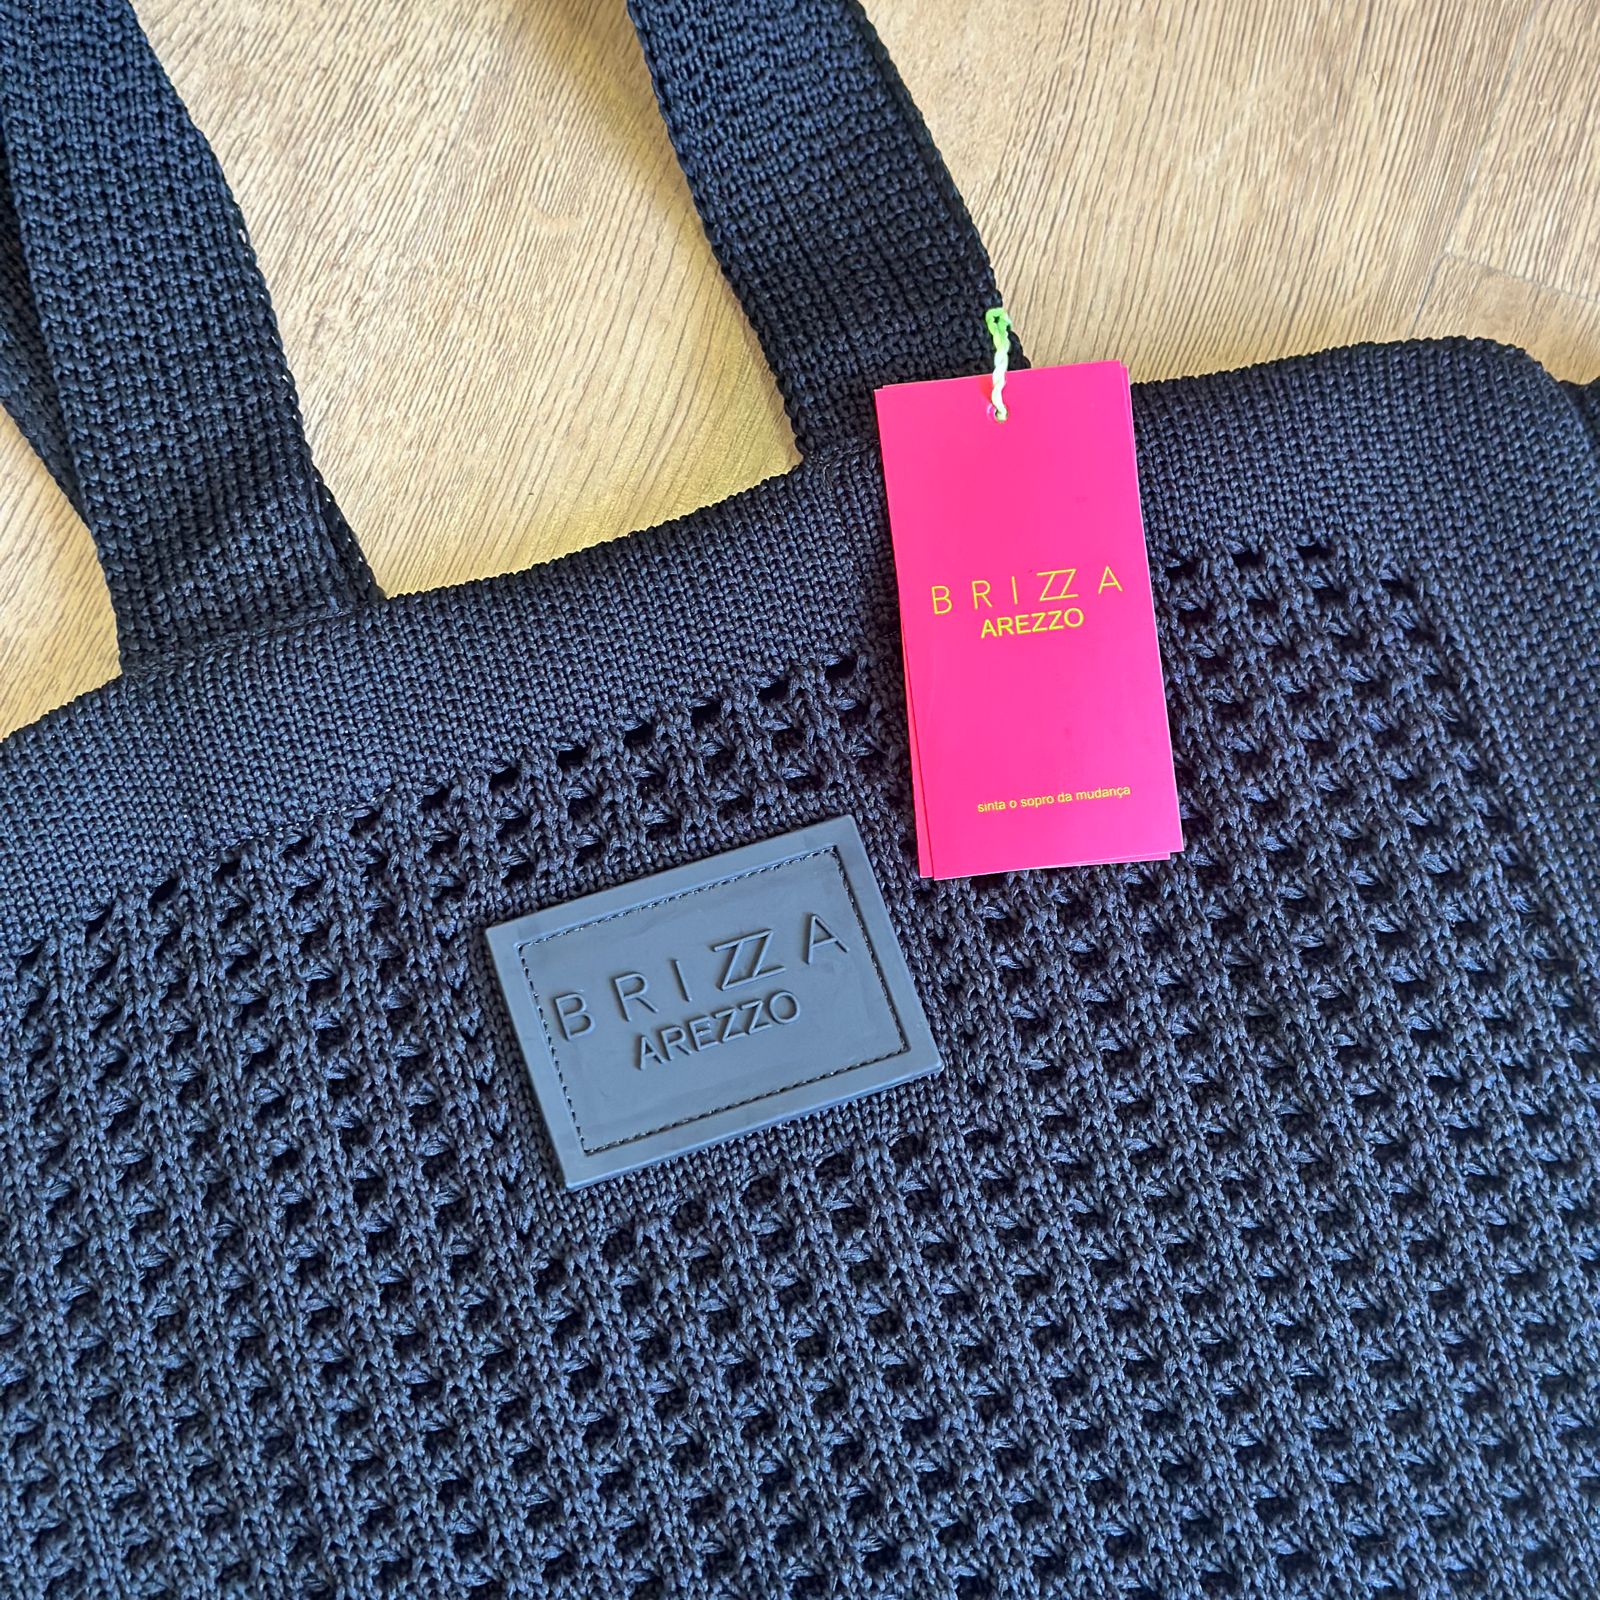 BRIZZA
AREZZO
sinta o sopro da mudança
BRIZZA
AREZZO